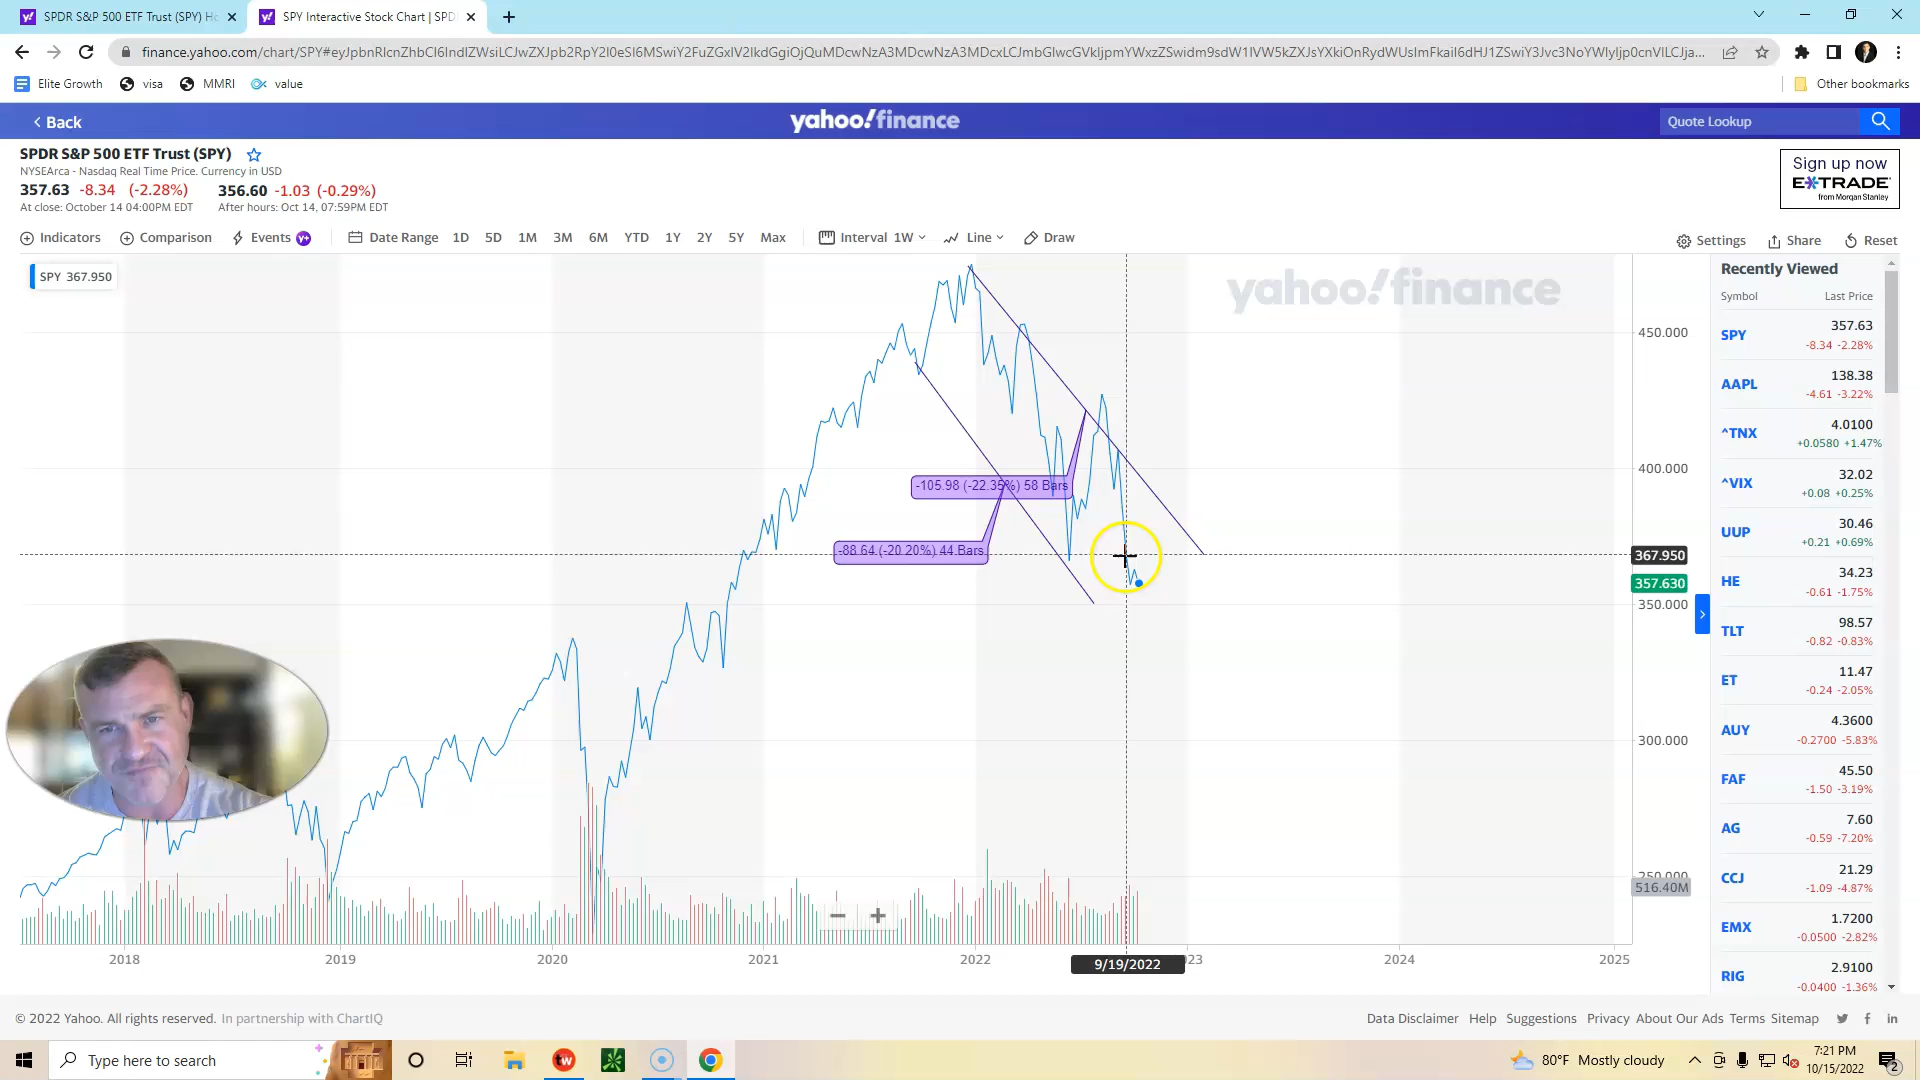 SPDR S&P 500 ETF Trust (SPY) H
SPY Interactive Stock Chart | SPD
Elite Growth
visa
MMRI
value
Other bookmarks
Back
yahoo!finance
Quote Lookup
SPDR S&P 500 ETF Trust (SPY)
NYSEArca - Nasdaq Real Time Price. Currency in USD
357.63 -8.34 (-2.28%) 356.60 -1.03 (-0.29%)
At close: October 14 04:00PM EDT After hours: Oct 14, 07:59PM EDT
Sign up now
E*TRADE
from Morgan Stanley
Indicators Comparison Events y+ Date Range 1D 5D 1M 3M 6M YTD 1Y 2Y 5Y Max Interval 1W Line Draw
Settings Share Reset
SPY 367.950
yahoo!finance
450.000
400.000
367.950
357.630
350.000
300.000
250.000
516.40M
-105.98 (-22.35%) 58 Bars
-88.64 (-20.20%) 44 Bars
2018 2019 2020 2021 2022 23 2024 2025
9/19/2022
Recently Viewed
Symbol Last Price
SPY 357.63
-8.34 -2.28%
AAPL 138.38
-4.61 -3.22%
^TNX 4.0100
+0.0580 +1.47%
^VIX 32.02
+0.08 +0.25%
UUP 30.46
+0.21 +0.69%
HE 34.23
-0.61 -1.75%
TLT 98.57
-0.82 -0.83%
ET 11.47
-0.24 -2.05%
AUY 4.3600
-0.2700 -5.83%
FAF 45.50
-1.50 -3.19%
AG 7.60
-0.59 -7.20%
CCJ 21.29
-1.09 -4.87%
EMX 1.7200
-0.0500 -2.82%
RIG 2.9100
-0.0400 -1.36%
© 2022 Yahoo. All rights reserved. In partnership with ChartIQ
Data Disclaimer Help Suggestions Privacy About Our Ads Terms Sitemap
Type here to search
tw
80°F Mostly cloudy
7:21 PM
10/15/2022
2